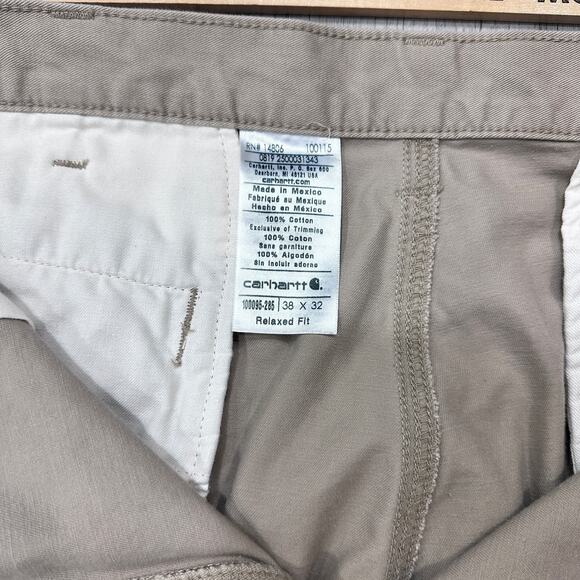 RN# 14806 100115
0819 2500031343
Carhartt, Inc. P. O. Box 600
Dearborn, MI 48121 USA
carhartt.com
Made in Mexico
Fabriqué au Mexique
Hecho en México
100% Cotton
Exclusive of Trimming
100% Coton
Sans garniture
100% Algodón
Sin incluir adorno
carhartt
100095-285 38 X 32
Relaxed Fit